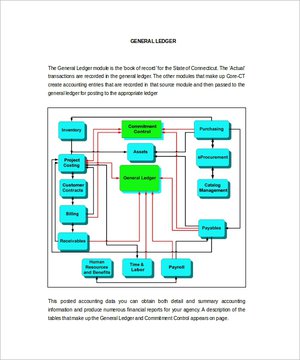 GENERAL LEDGER
The General Ledger module is the 'book of record' for the State of Connecticut. The 'Actual'
transactions are recorded in the general ledger. The other modules that make up Core-CT
create accounting entries that are recorded in that source module and then passed to the
general ledger for posting to the appropriate ledger
Inventory
Commitment
Control
Purchasing
Assets
eProcurement
Project
Costing
General Ledger
Customer
Contracts
Catalog
Management
Billing
Payables
Receivables
Human
Resources
and Benefits
Time &
Labor
Payroll
This posted accounting data you can obtain both detail and summary accounting
information and produce numerous financial reports for your agency. A description of the
tables that make up the General Ledger and Commitment Control appears on page.